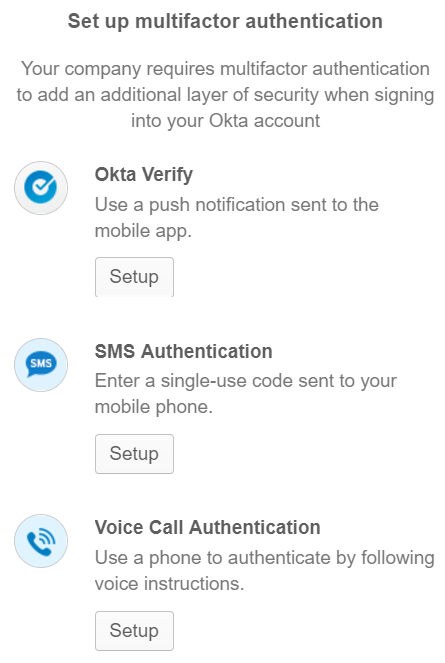 Set up multifactor authentication
Your company requires multifactor authentication
to add an additional layer of security when signing
into your Okta account
Okta Verify
Use a push notification sent to the
mobile app.
Setup
SMS
SMS Authentication
Enter a single-use code sent to your
mobile phone.
Setup
Voice Call Authentication
Use a phone to authenticate by following
voice instructions.
Setup